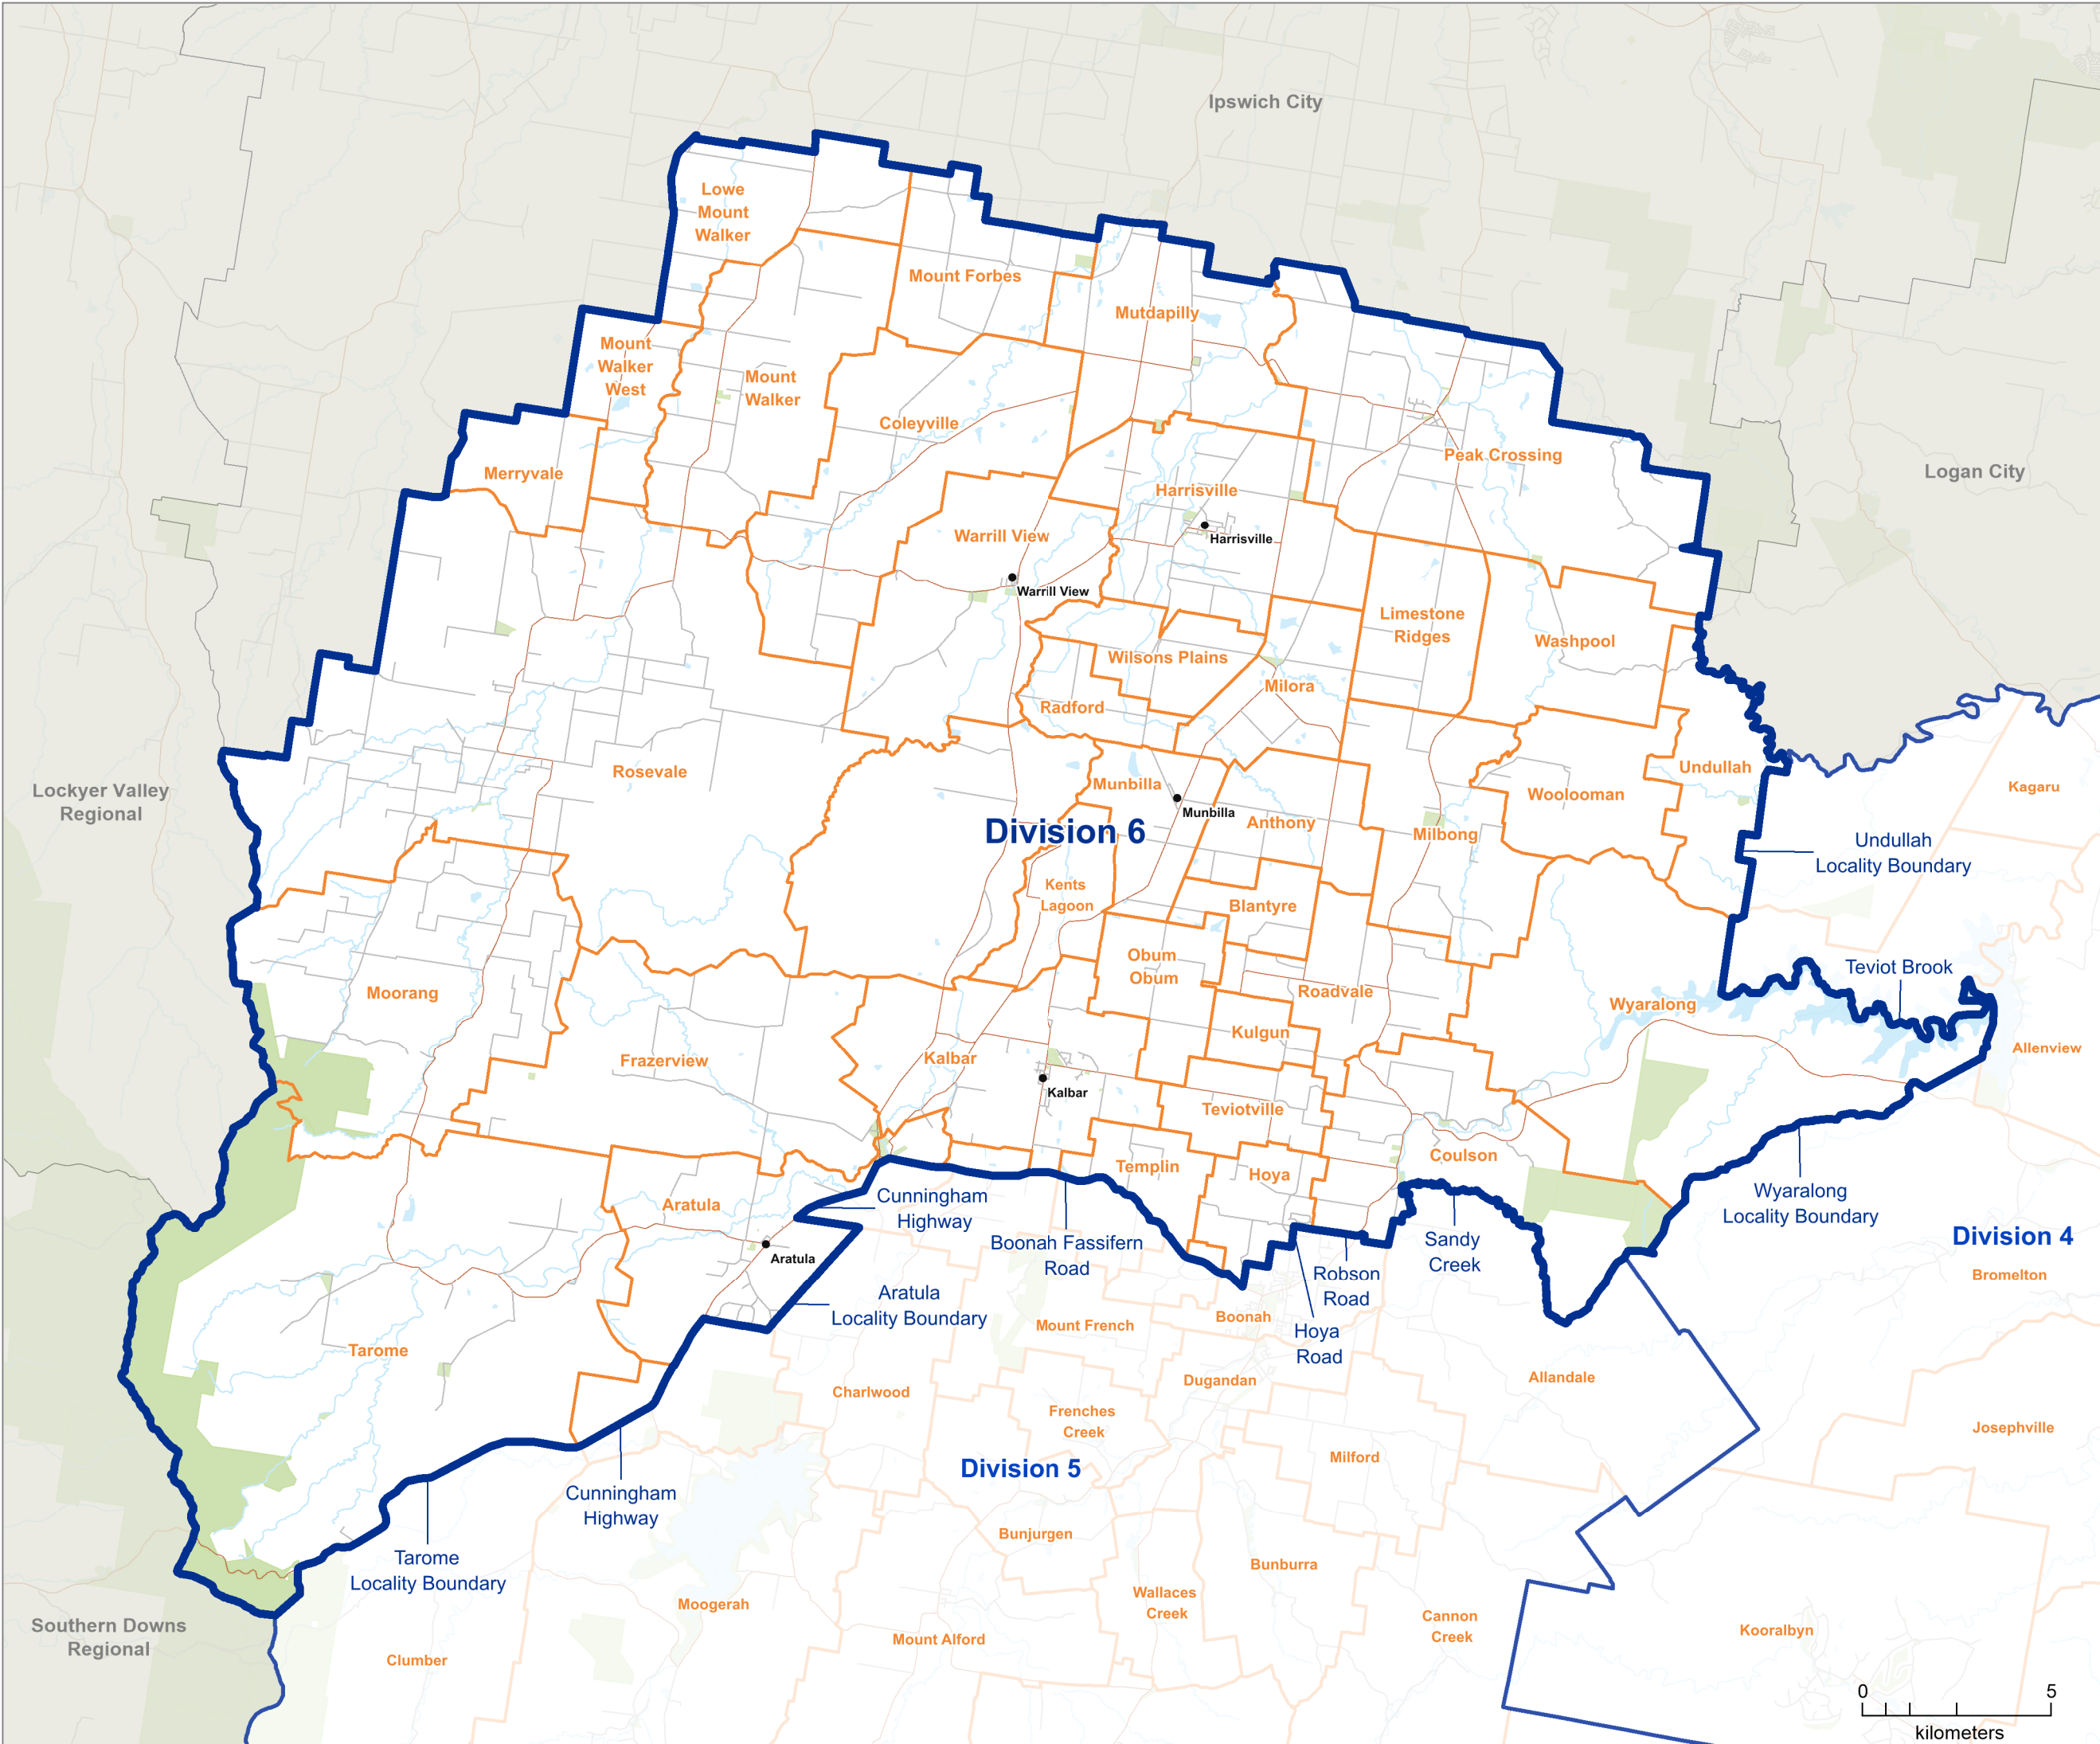 Ipswich City
Lowe
Mount
Walker
Mount Forbes
Mutdapilly
Mount
Walker
West
Mount
Walker
Coleyville
Peak Crossing
Logan City
Merryvale
Harrisville
Warrill View
Harrisville
Warrill View
Limestone
Ridges
Washpool
Wilsons Plains
Milora
Radford
Rosevale
Undullah
Munbilla
Woolooman
Kagaru
Lockyer Valley
Regional
Munbilla
Anthony
Division 6
Milbong
Undullah
Locality Boundary
Kents
Lagoon
Blantyre
Obum
Obum
Teviot Brook
Moorang
Roadvale
Wyaralong
Kulgun
Allenview
Frazerview
Kalbar
Kalbar
Teviotville
Coulson
Templin
Hoya
Aratula
Cunningham
Highway
Wyaralong
Locality Boundary
Division 4
Boonah Fassifern
Road
Sandy
Creek
Aratula
Robson
Road
Bromelton
Aratula
Locality Boundary
Boonah
Mount French
Hoya
Road
Tarome
Charlwood
Dugandan
Allandale
Frenches
Creek
Josephville
Division 5
Milford
Cunningham
Highway
Bunjurgen
Tarome
Locality Boundary
Bunburra
Moogerah
Wallaces
Creek
Southern Downs
Regional
Mount Alford
Cannon
Creek
Kooralbyn
Clumber
0 5
kilometers